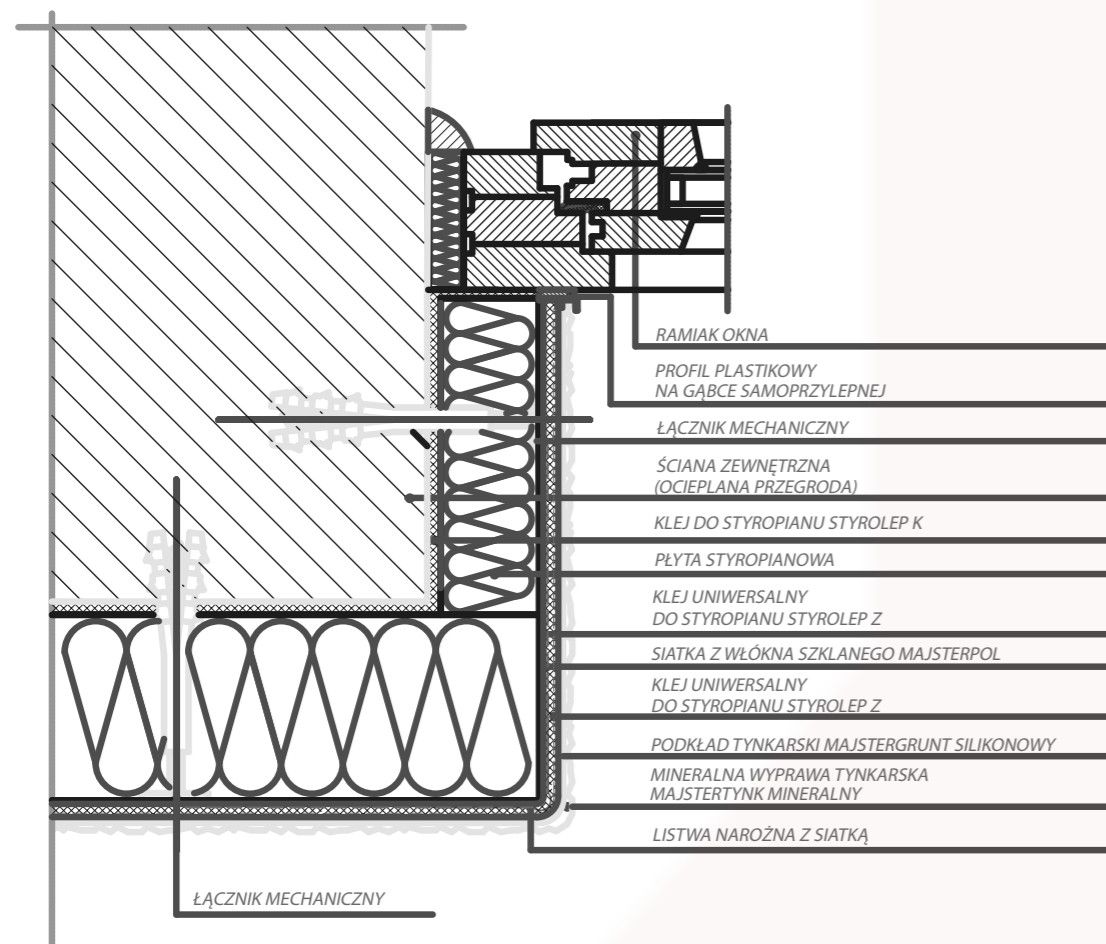 RAMIAK OKNA
PROFIL PLASTIKOWY
NA GĄBCE SAMOPRZYLEPNEJ
ŁĄCZNIK MECHANICZNY
ŚCIANA ZEWNĘTRZNA
(OCIEPLANA PRZEGRODA)
KLEJ DO STYROPIANU STYROLEP K
PŁYTA STYROPIANOWA
KLEJ UNIWERSALNY
DO STYROPIANU STYROLEP Z
SIATKA Z WŁÓKNA SZKLANEGO MAJSTERPOL
KLEJ UNIWERSALNY
DO STYROPIANU STYROLEP Z
PODKŁAD TYNKARSKI MAJSTERGRUNT SILIKONOWY
MINERALNA WYPRAWA TYNKARSKA
MAJSTERTYNK MINERALNY
LISTWA NAROŻNA Z SIATKĄ
ŁĄCZNIK MECHANICZNY